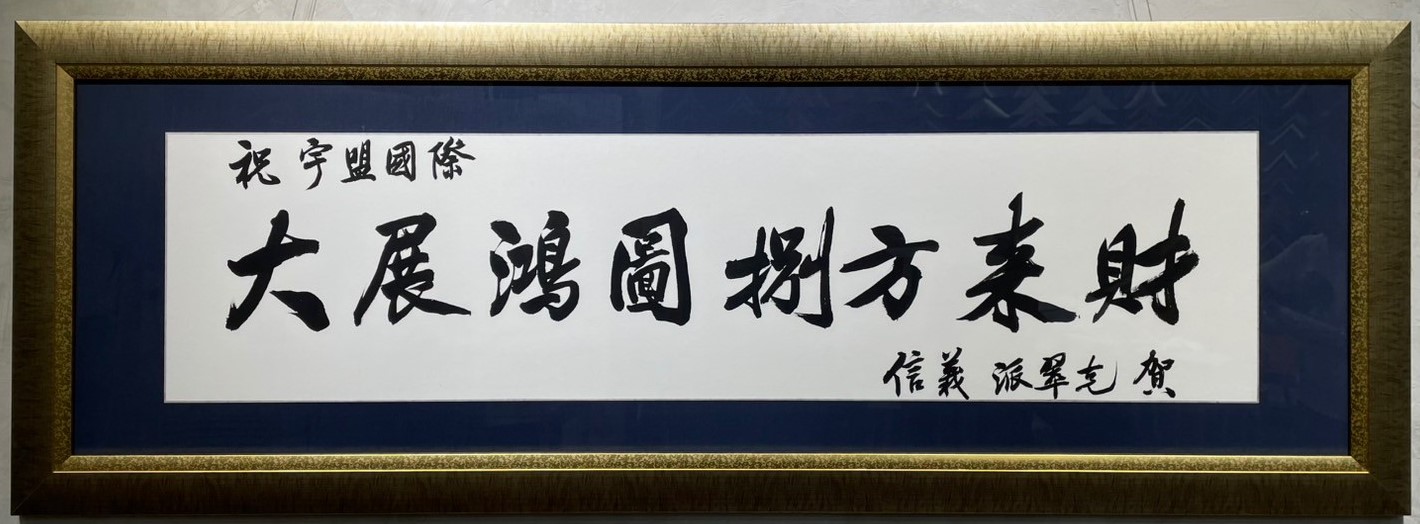 祝 宇盟國際
大展鴻圖捌方来財
信義 派翠克 賀